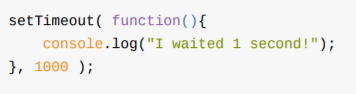 setTimeout( function(){
    console.log("I waited 1 second!");
}, 1000 );